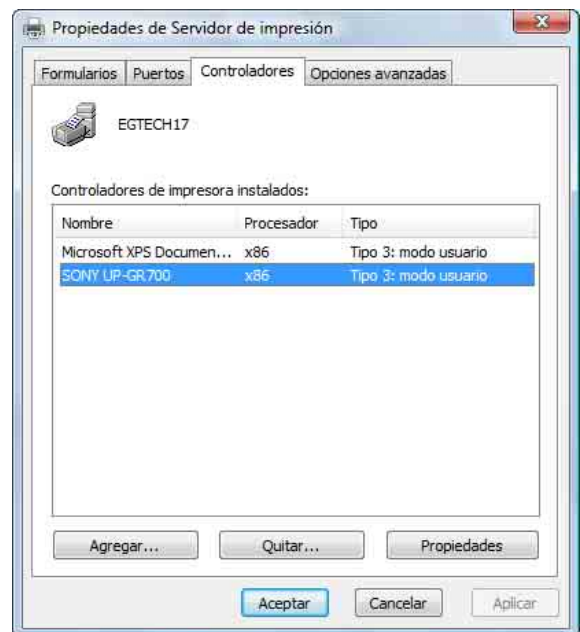 Propiedades de Servidor de impresión
Formularios Puertos Controladores Opciones avanzadas
EGTECH17
Controladores de impresora instalados:
Nombre Procesador Tipo
Microsoft XPS Documen... x86 Tipo 3: modo usuario
SONY UP-GR700 x86 Tipo 3: modo usuario
Agregar... Quitar... Propiedades
Aceptar Cancelar Aplicar